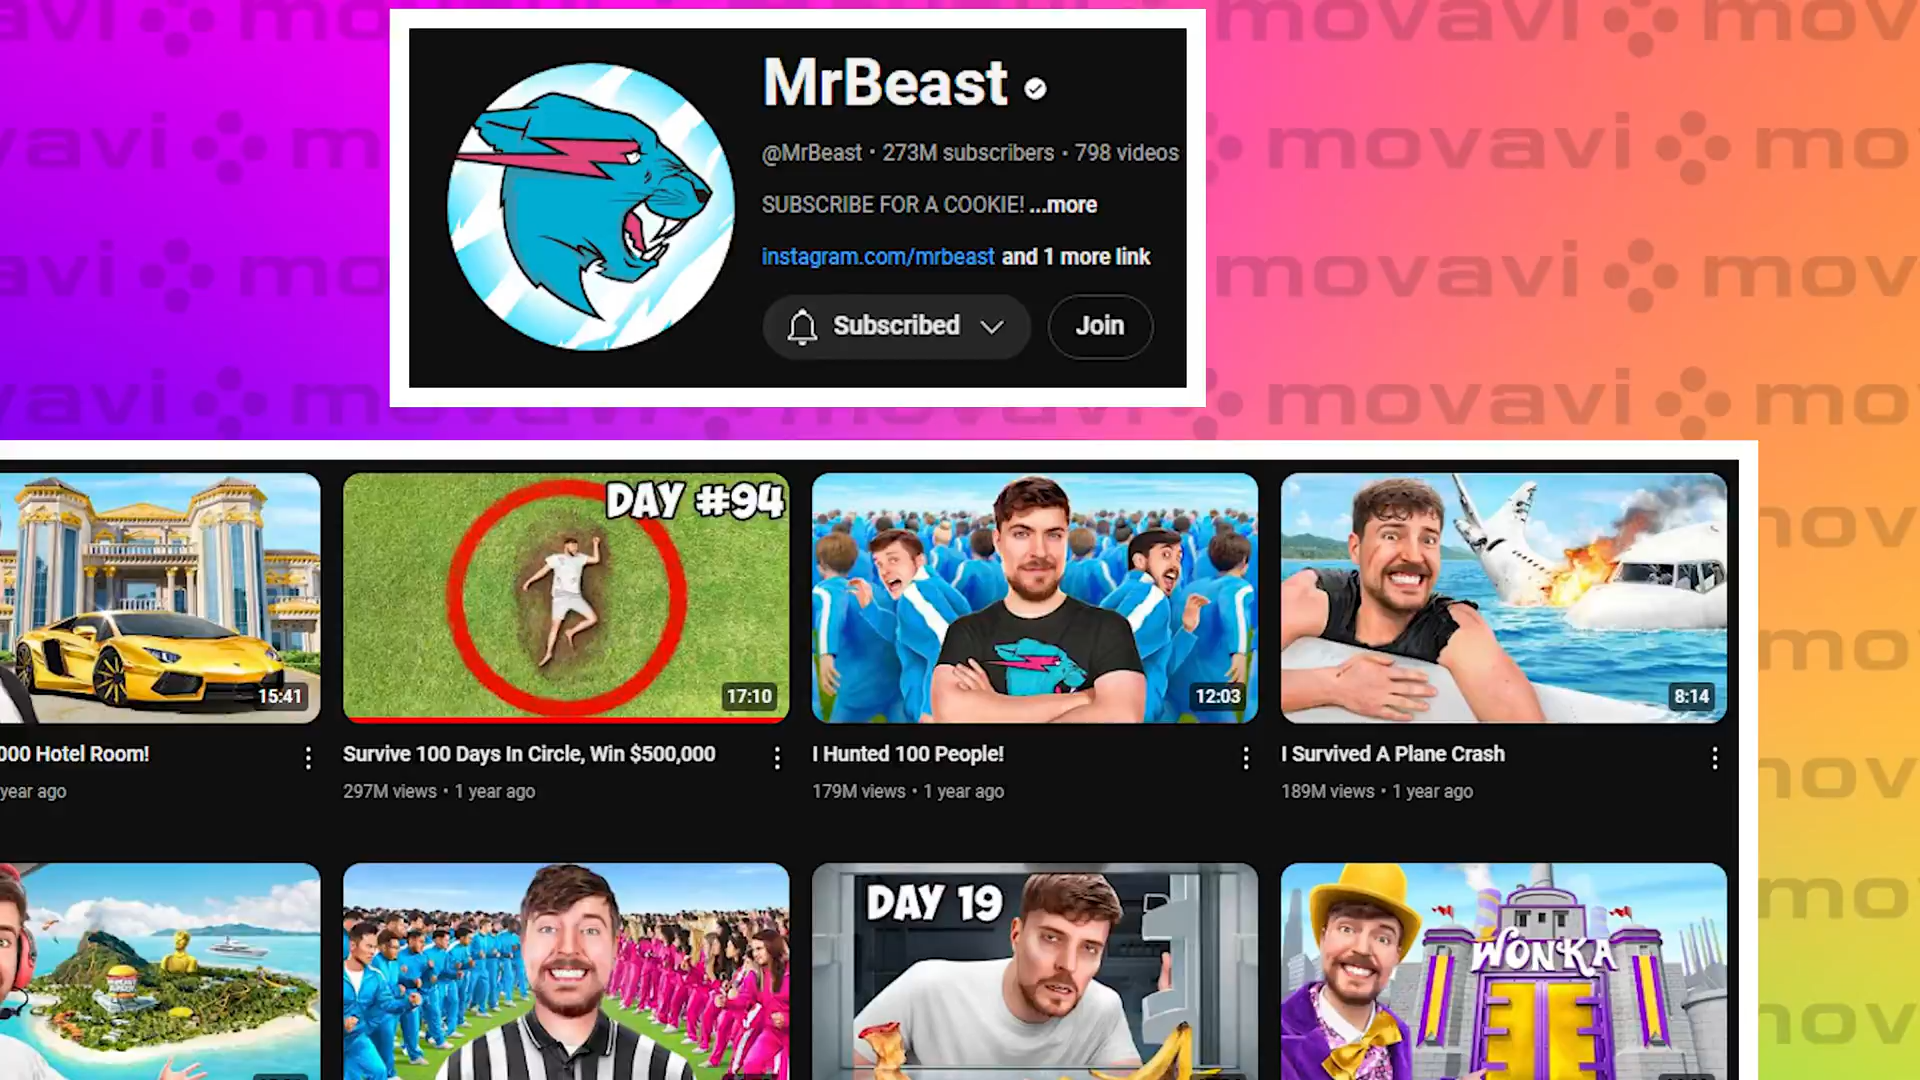 movavi
MrBeast
@MrBeast • 273M subscribers • 798 videos
SUBSCRIBE FOR A COOKIE! ...more
instagram.com/mrbeast and 1 more link
Subscribed
Join
15:41
DAY #94
17:10
12:03
8:14
000 Hotel Room!
year ago
Survive 100 Days In Circle, Win $500,000
297M views • 1 year ago
I Hunted 100 People!
179M views • 1 year ago
I Survived A Plane Crash
189M views • 1 year ago
DAY 19
WONKA